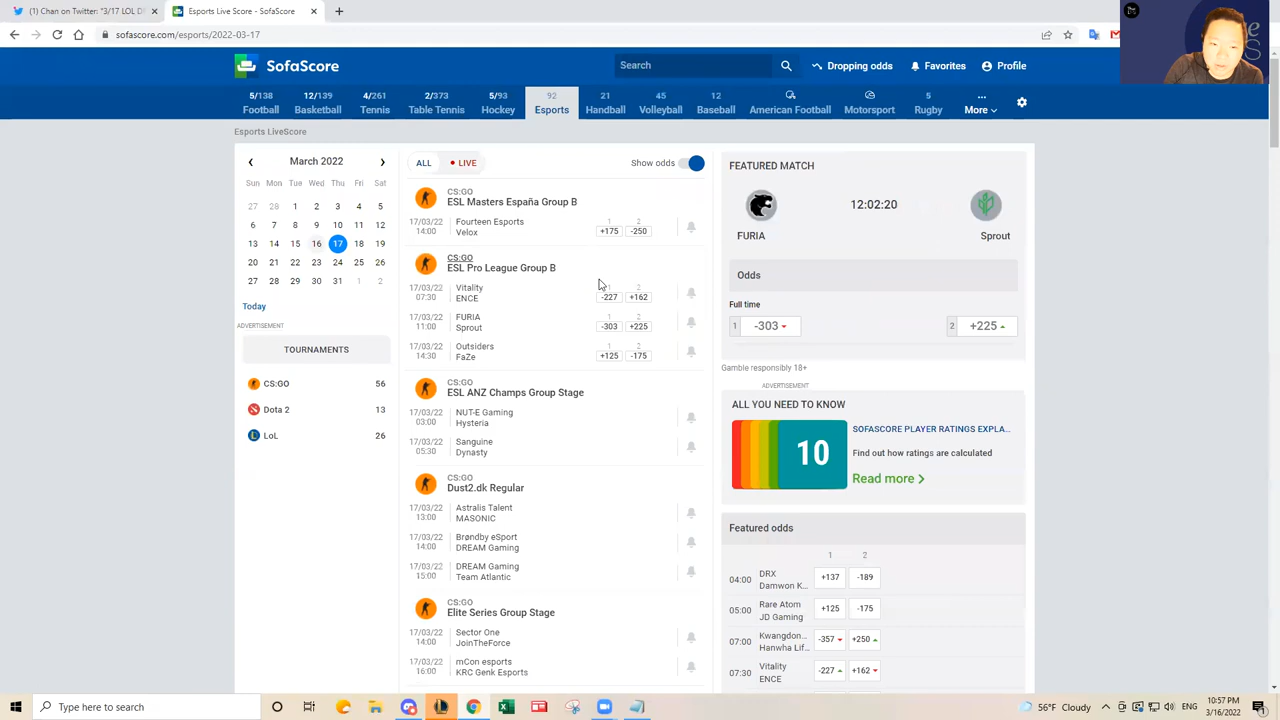 (1) Chan on Twitter: "3/17 LOL DF
Esports Live Score - SofaScore
sofascore.com/esports/2022-03-17
SofaScore
Search
Dropping odds
Favorites
Profile
5/138 Football
12/139 Basketball
4/261 Tennis
2/373 Table Tennis
5/93 Hockey
92 Esports
21 Handball
45 Volleyball
12 Baseball
American Football
Motorsport
5 Rugby
... More
Esports LiveScore
March 2022
Sun Mon Tue Wed Thu Fri Sat
27 28 1 2 3 4 5
6 7 8 9 10 11 12
13 14 15 16 17 18 19
20 21 22 23 24 25 26
27 28 29 30 31 1 2
Today
ADVERTISEMENT
TOURNAMENTS
CS:GO 56
Dota 2 13
LoL 26
ALL LIVE Show odds
CS:GO
ESL Masters España Group B
1 2
17/03/22 Fourteen Esports
14:00 Velox +175 -250
CS:GO
ESL Pro League Group B
1 2
17/03/22 Vitality
07:30 ENCE -227 +162
1 2
17/03/22 FURIA
11:00 Sprout -303 +225
1 2
17/03/22 Outsiders
14:30 FaZe +125 -175
CS:GO
ESL ANZ Champs Group Stage
17/03/22 NUT-E Gaming
03:00 Hysteria
17/03/22 Sanguine
05:30 Dynasty
CS:GO
Dust2.dk Regular
17/03/22 Astralis Talent
13:00 MASONIC
17/03/22 Brøndby eSport
14:00 DREAM Gaming
17/03/22 DREAM Gaming
15:00 Team Atlantic
CS:GO
Elite Series Group Stage
17/03/22 Sector One
14:00 JoinTheForce
17/03/22 mCon esports
16:00 KRC Genk Esports
FEATURED MATCH
12:02:20
FURIA Sprout
Odds
Full time
1 -303 2 +225
Gamble responsibly 18+
ADVERTISEMENT
ALL YOU NEED TO KNOW
10
SOFASCORE PLAYER RATINGS EXPLA...
Find out how ratings are calculated
Read more
Featured odds
1 2
04:00 DRX
Damwon K... +137 -189
05:00 Rare Atom
JD Gaming +125 -175
07:00 Kwangdon...
Hanwha Lif... -357 +250
07:30 Vitality
ENCE -227 +162
Type here to search
56°F Cloudy
ENG
10:57 PM
3/16/2022